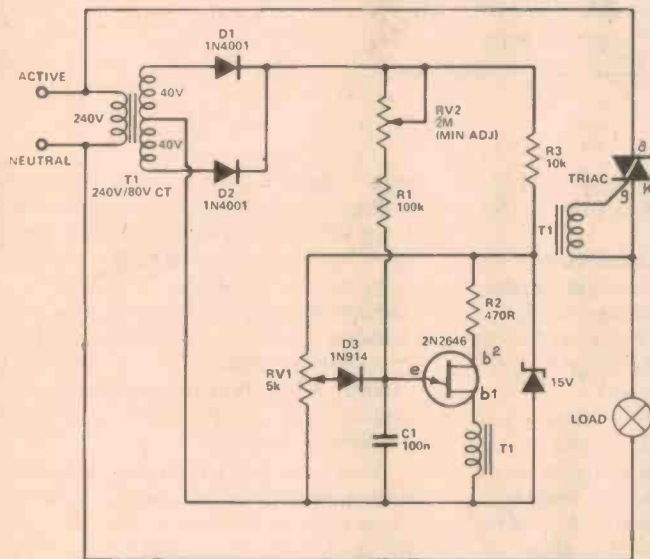 D1
1N4001
ACTIVE
40V
240V
40V
NEUTRAL
T1
240V/80V CT
D2
1N4001
RV2
2M
(MIN ADJ)
R1
100k
R3
10k
TRIAC
a
g
K
T1
R2
470R
D3
1N914
2N2646
b2
e
b1
RV1
5k
15V
C1
100n
T1
LOAD